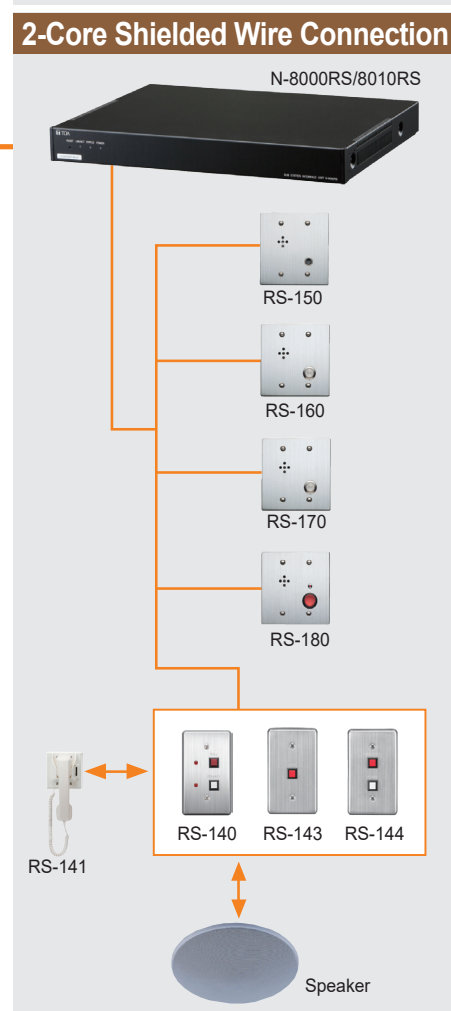 2-Core Shielded Wire Connection
N-8000RS/8010RS
TOA
RS-150
RS-160
RS-170
RS-180
RS-140
RS-143
RS-144
RS-141
Speaker